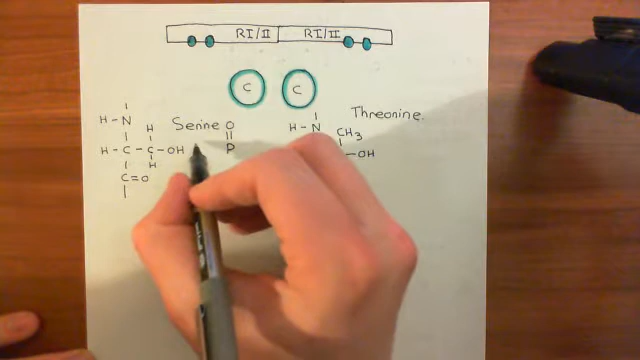 RI/II RI/II
C C
Threonine.
Serine
H-N
H
H-C-C-OH
H
C=O
O
P
H-N
CH3
-OH